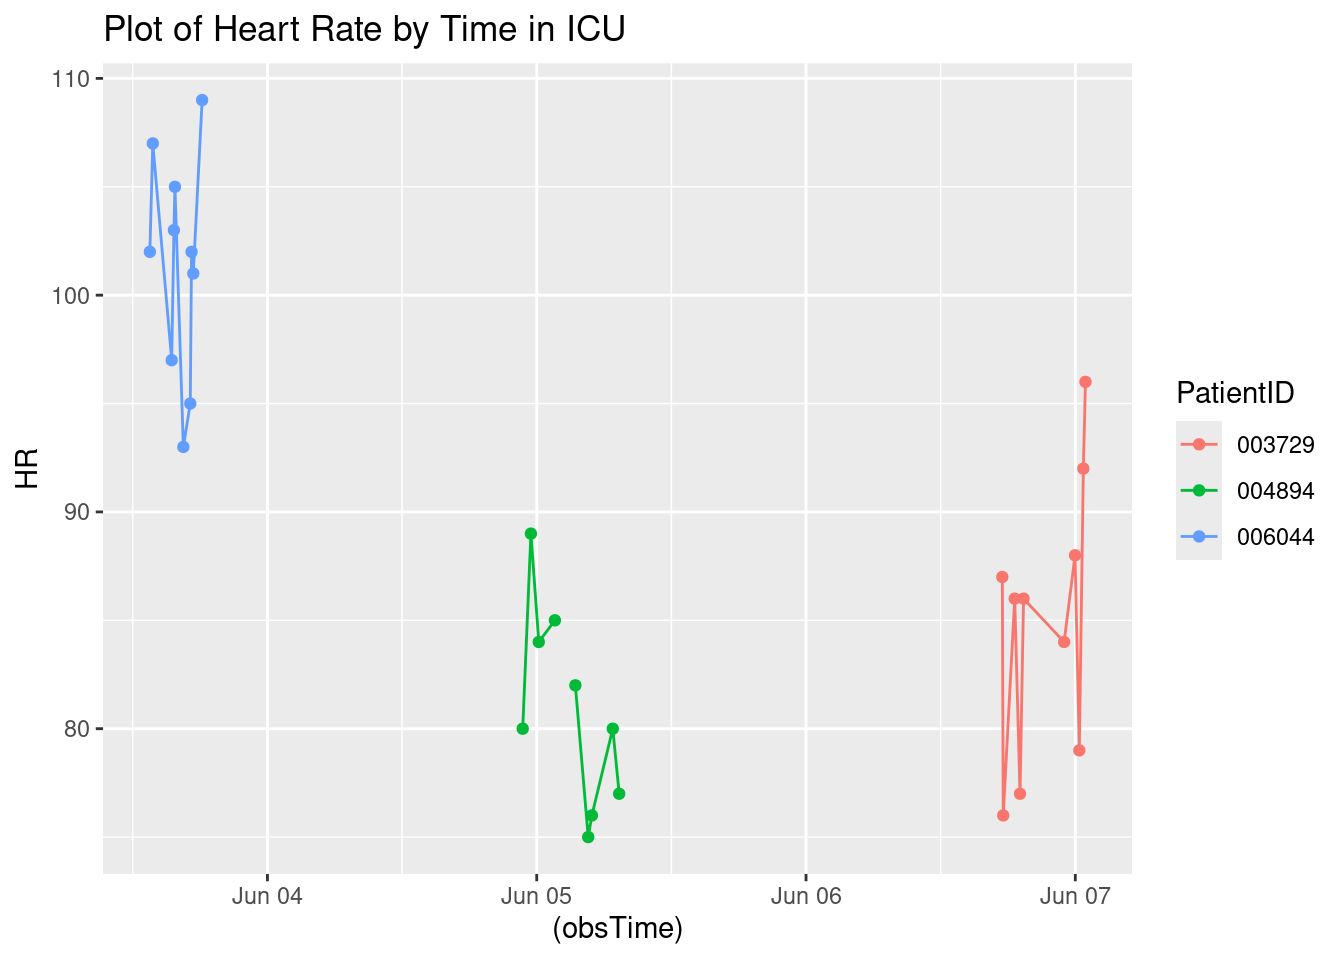 Plot of Heart Rate by Time in ICU
110
100
90
80
HR
Jun 04 Jun 05 Jun 06 Jun 07
(obsTime)
PatientID
003729
004894
006044